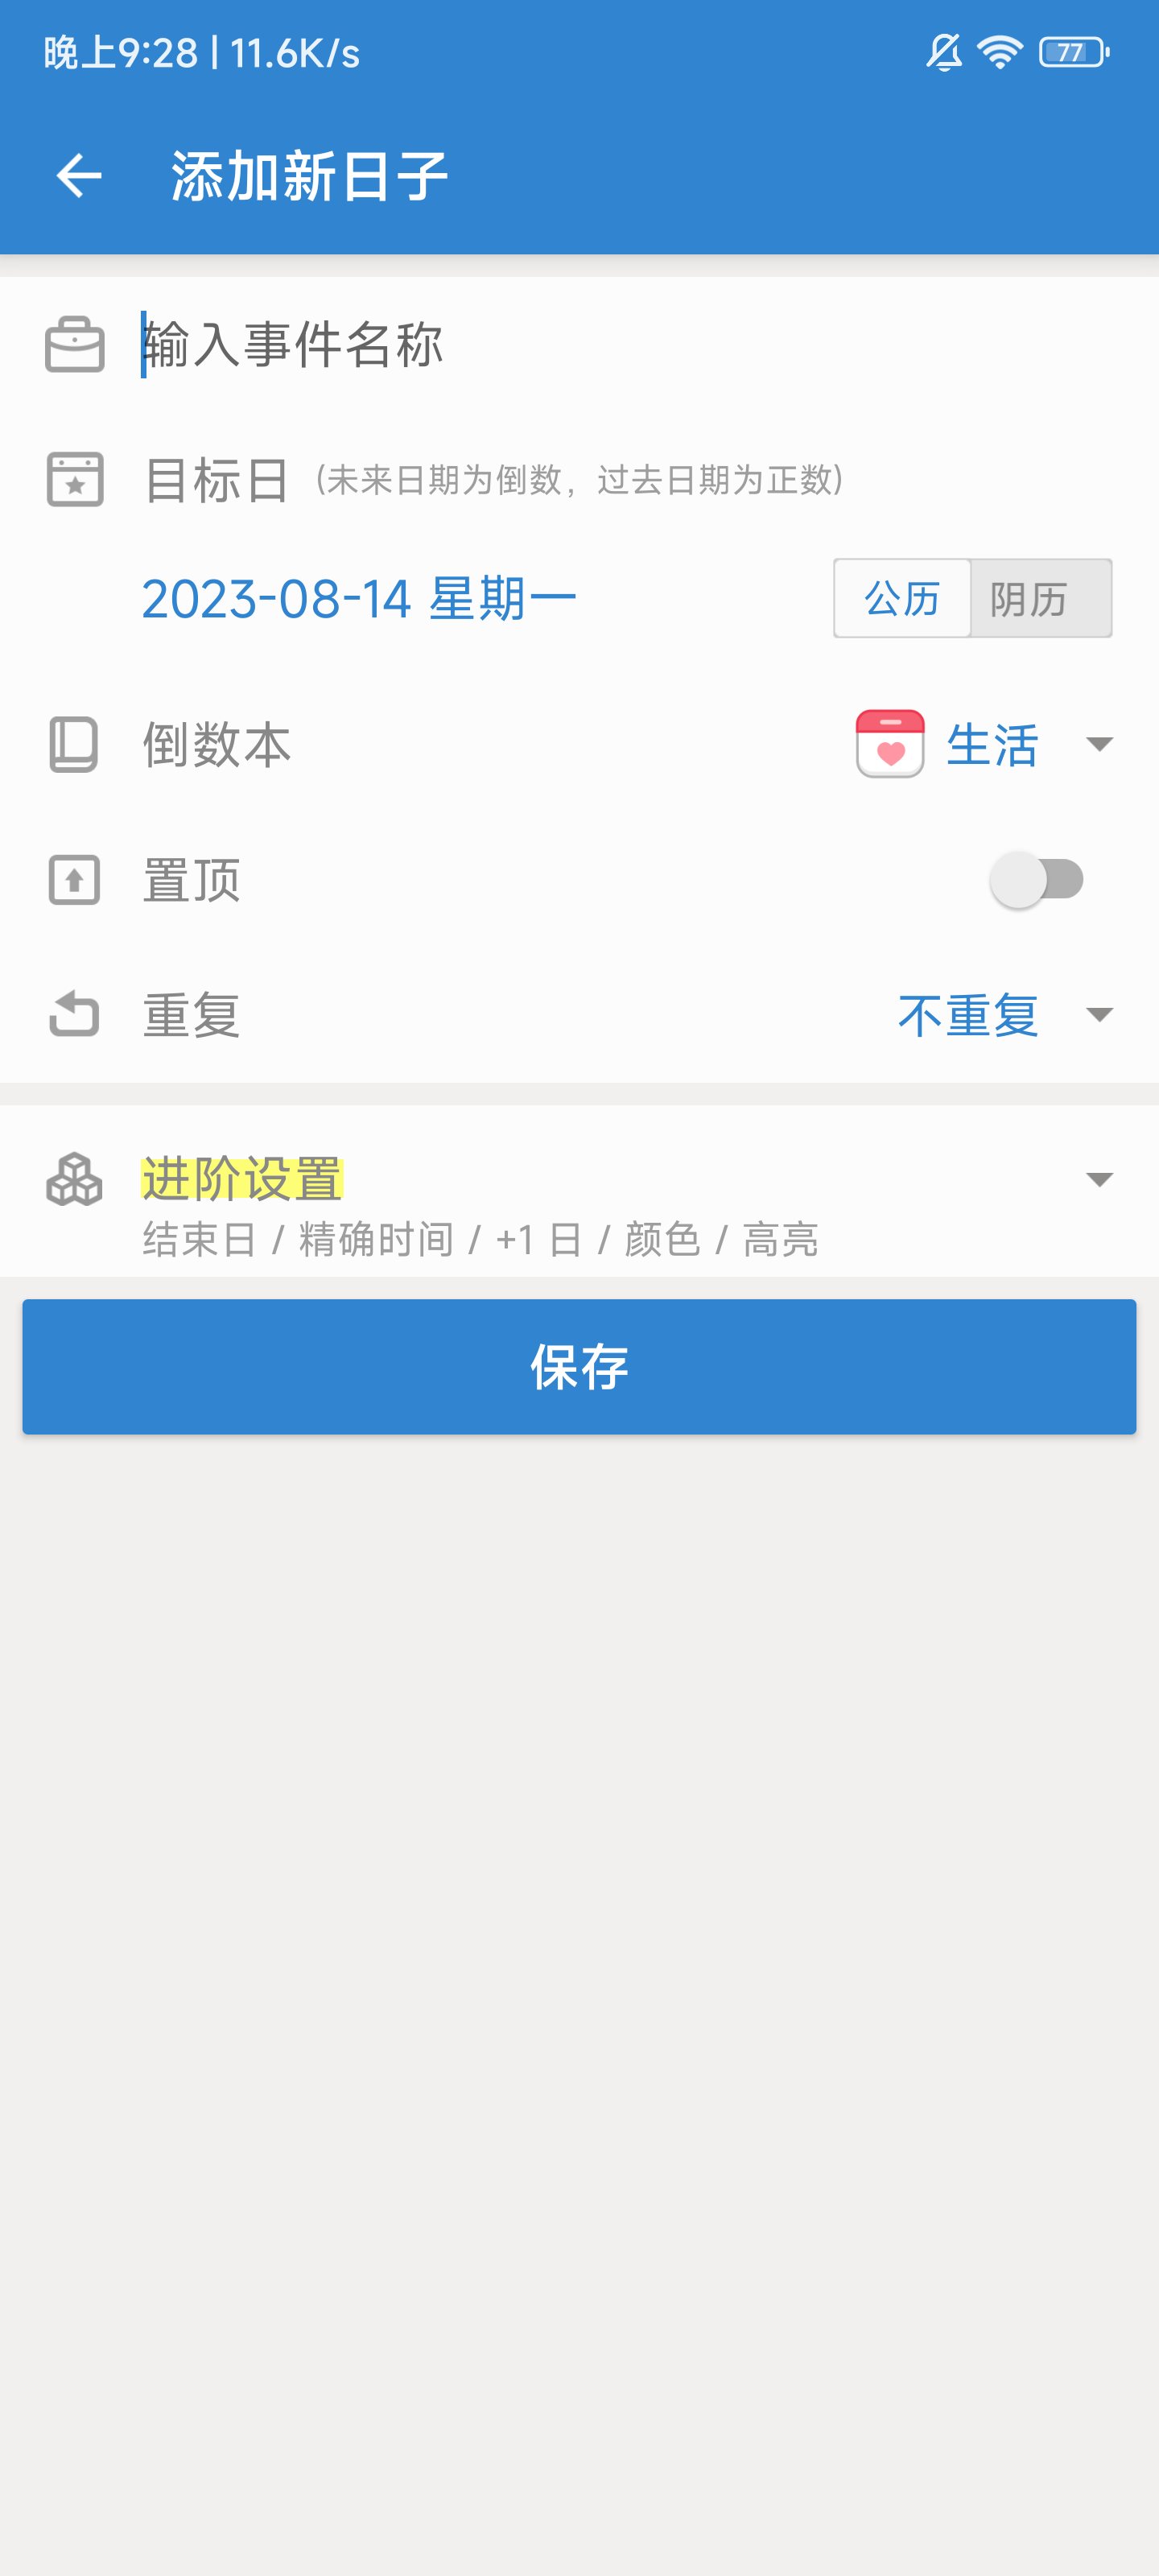 晚上9:28 | 11.6K/s 77
添加新日子
输入事件名称
目标日 (未来日期为倒数，过去日期为正数)
2023-08-14 星期一 公历 阴历
倒数本 生活
置顶
重复 不重复
进阶设置
结束日 / 精确时间 / +1 日 / 颜色 / 高亮
保存